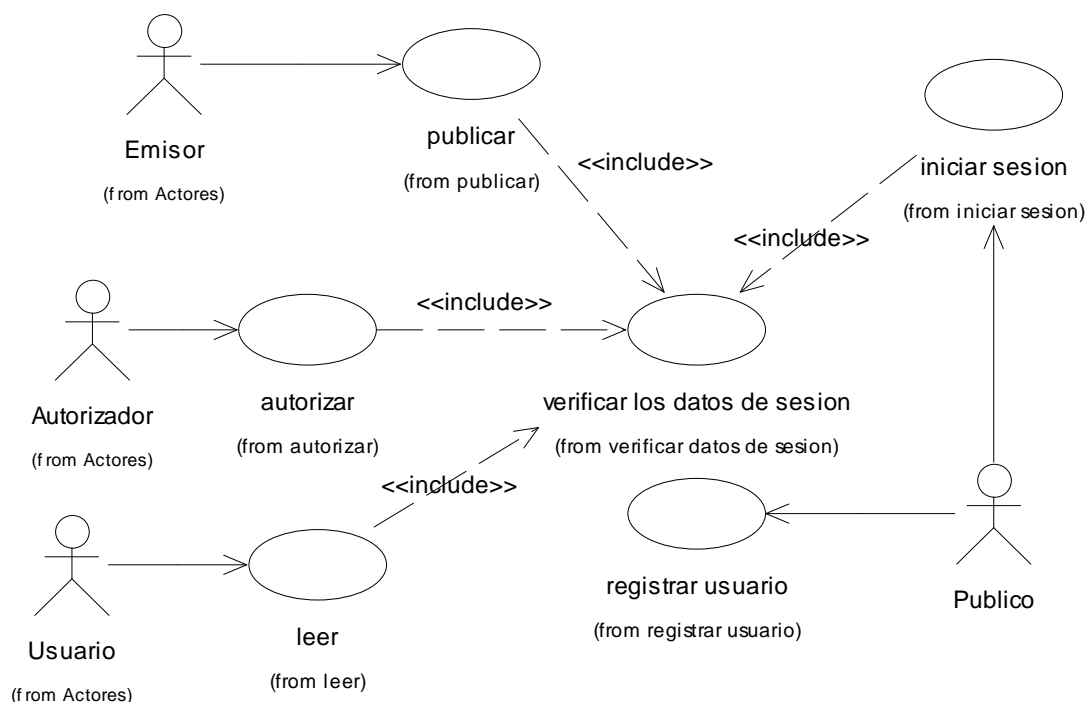 Emisor
(from Actores)
publicar
(from publicar)
<<include>>
iniciar sesion
(from iniciar sesion)
<<include>>
Autorizador
(from Actores)
autorizar
(from autorizar)
<<include>>
verificar los datos de sesion
(from verificar datos de sesion)
<<include>>
Usuario
(from Actores)
leer
(from leer)
registrar usuario
(from registrar usuario)
Publico